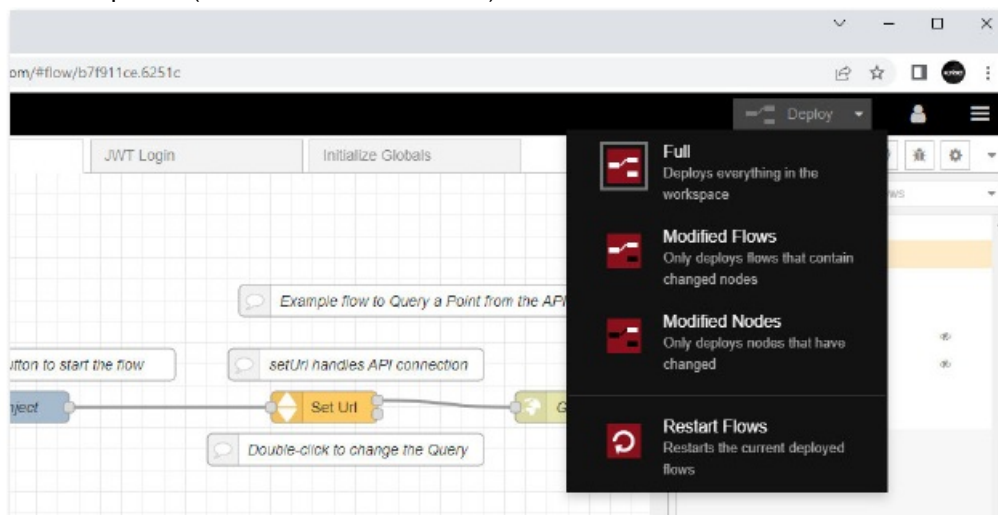 om/#flow/b7f911ce.6251c
Deploy
JWT Login
Initialize Globals
Full
Deploys everything in the
workspace
Modified Flows
Only deploys flows that contain
changed nodes
Example flow to Query a Point from the API
Modified Nodes
Only deploys nodes that have
changed
button to start the flow
setUrl handles API connection
Set Url
Double-click to change the Query
Restart Flows
Restarts the current deployed
flows